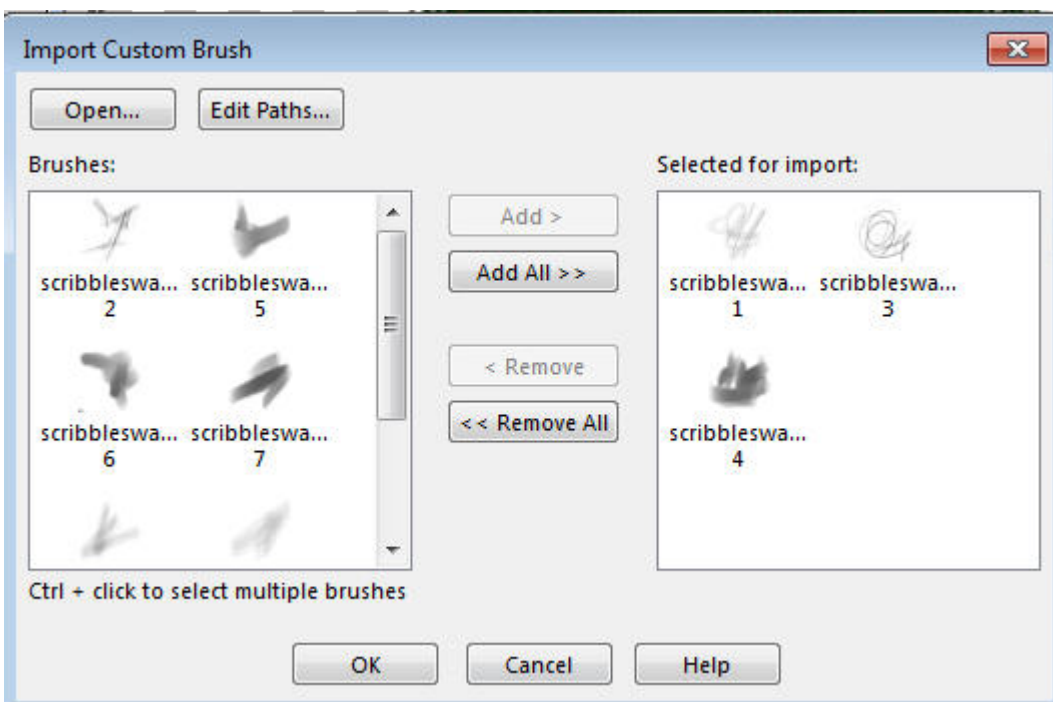 Import Custom Brush
Open... Edit Paths...
Brushes:
Selected for import:
scribbleswa... scribbleswa...
2 5
scribbleswa... scribbleswa...
6 7
Add >
Add All >>
< Remove
<< Remove All
scribbleswa... scribbleswa...
1 3
scribbleswa...
4
Ctrl + click to select multiple brushes
OK Cancel Help